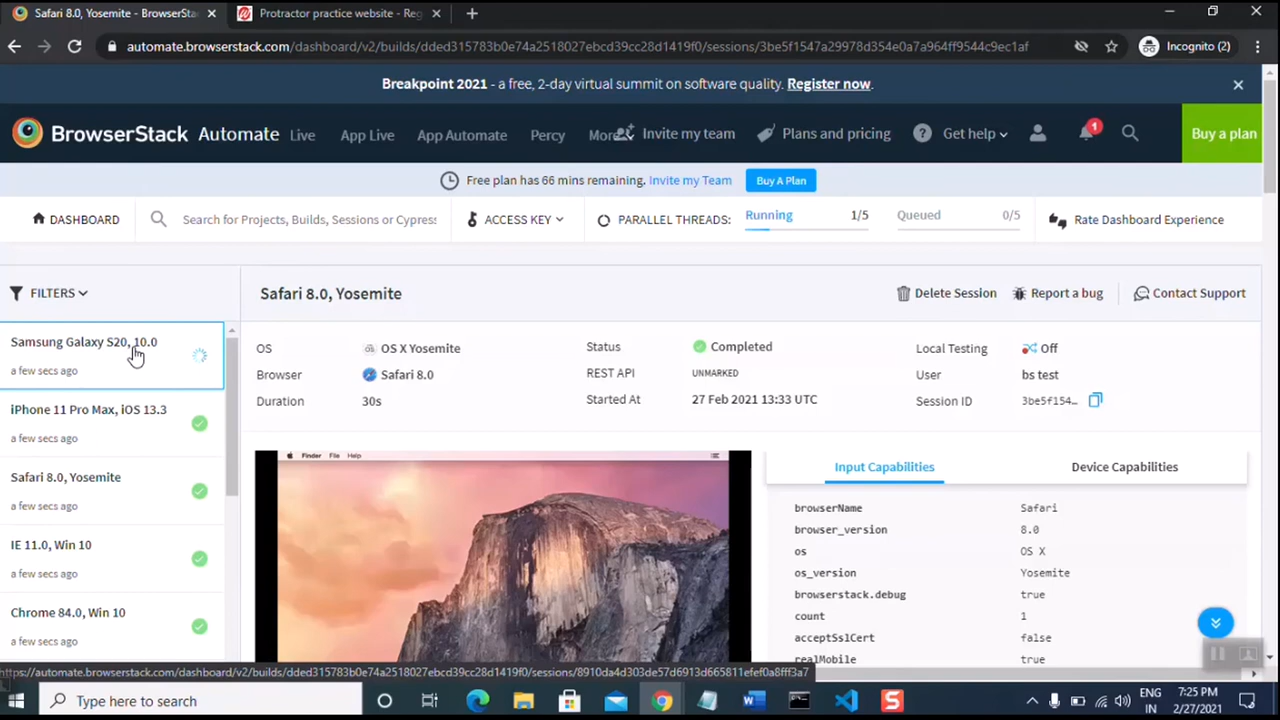 Safari 8.0, Yosemite - BrowserSta
Protractor practice website - Reg
automate.browserstack.com/dashboard/v2/builds/dded315783b0e74a2518027ebcd39cc28d1419f0/sessions/3be5f1547a29978d354e0a7a964ff9544c9ec1af
Incognito (2)
Breakpoint 2021 - a free, 2-day virtual summit on software quality. Register now.
BrowserStack Automate Live App Live App Automate Percy More Invite my team Plans and pricing Get help 1 Buy a plan
Free plan has 66 mins remaining. Invite my Team Buy A Plan
DASHBOARD Search for Projects, Builds, Sessions or Cypress ACCESS KEY PARALLEL THREADS: Running 1/5 Queued 0/5 Rate Dashboard Experience
FILTERS
Samsung Galaxy S20, 10.0
a few secs ago
iPhone 11 Pro Max, iOS 13.3
a few secs ago
Safari 8.0, Yosemite
a few secs ago
IE 11.0, Win 10
a few secs ago
Chrome 84.0, Win 10
a few secs ago
Safari 8.0, Yosemite
Delete Session Report a bug Contact Support
OS OS X Yosemite
Browser Safari 8.0
Duration 30s
Status Completed
REST API UNMARKED
Started At 27 Feb 2021 13:33 UTC
Local Testing Off
User bs test
Session ID 3be5f154...
Finder File Help
Input Capabilities Device Capabilities
browserName Safari
browser_version 8.0
os OS X
os_version Yosemite
browserstack.debug true
count 1
acceptSslCert false
realMobile true
https://automate.browserstack.com/dashboard/v2/builds/dded315783b0e74a2518027ebcd39cc28d1419f0/sessions/8910da4d303de57d6913d665811efef0a8fff3a7
Type here to search
ENG
IN
7:25 PM
2/27/2021